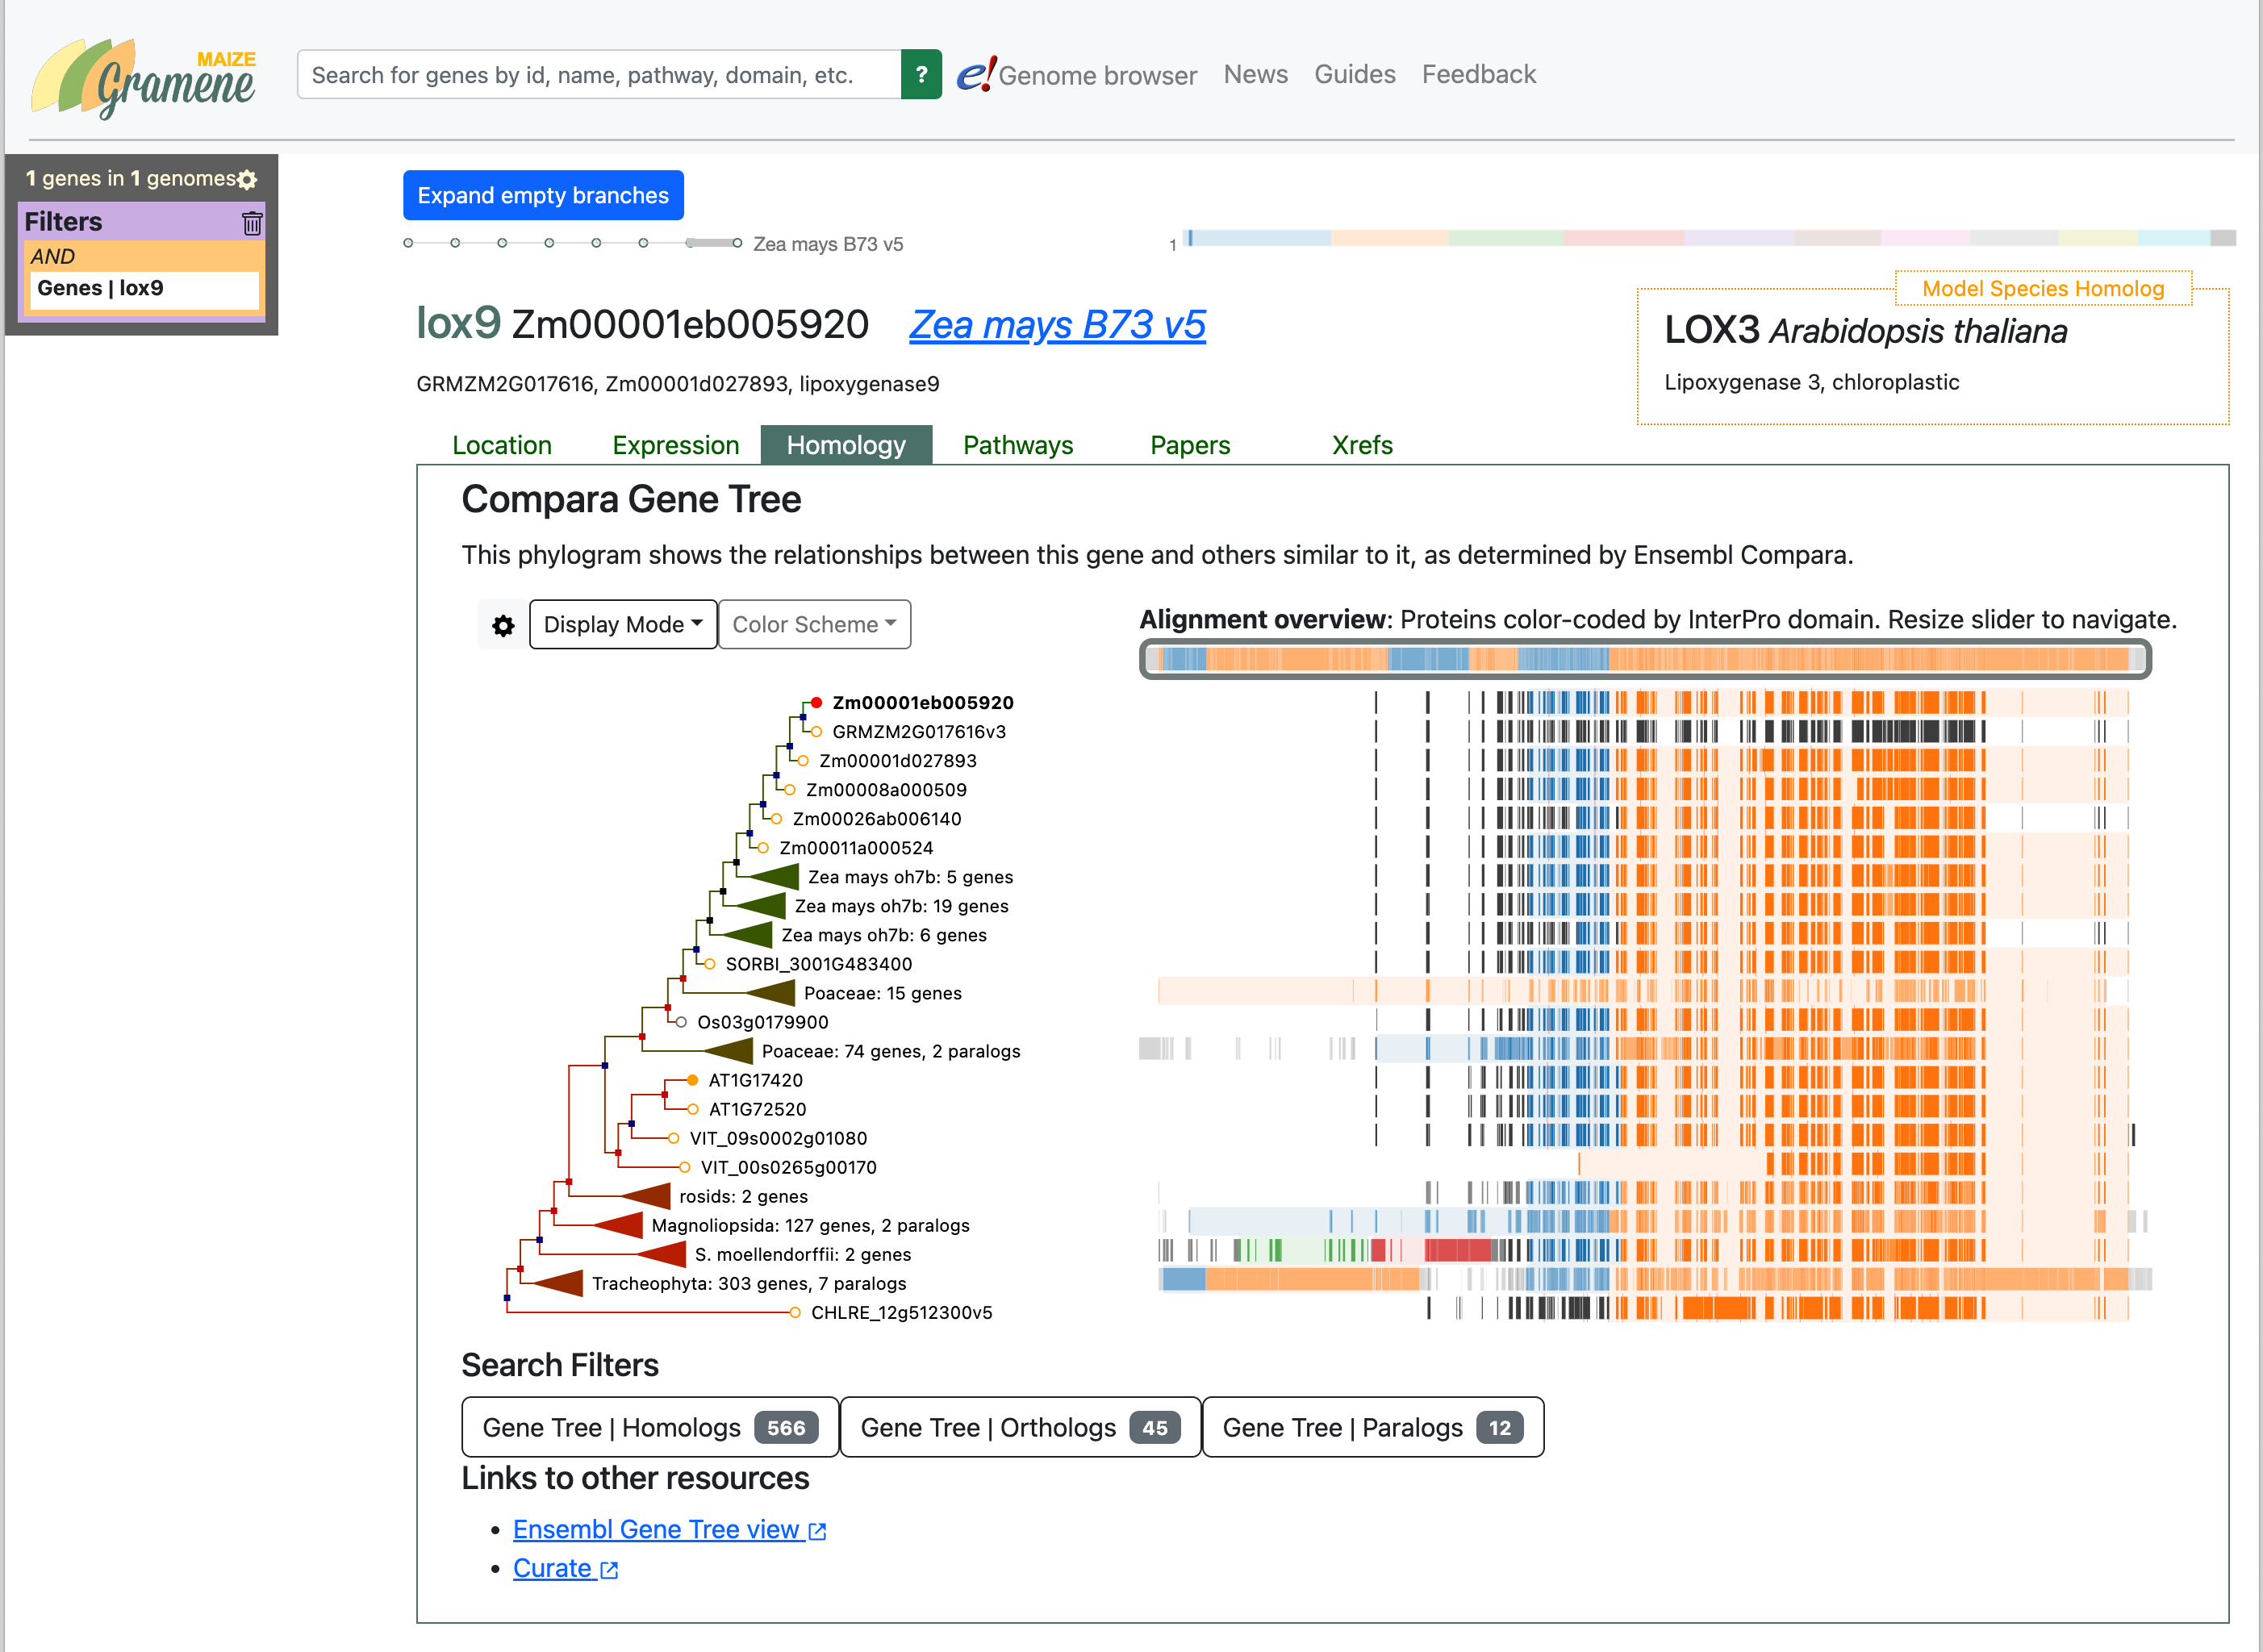 MAIZE
Gramene
Search for genes by id, name, pathway, domain, etc.
?
e! Genome browser
News
Guides
Feedback
1 genes in 1 genomes
Filters
AND
Genes | lox9
Expand empty branches
Zea mays B73 v5
1
Model Species Homolog
lox9 Zm00001eb005920 Zea mays B73 v5
LOX3 Arabidopsis thaliana
GRMZM2G017616, Zm00001d027893, lipoxygenase9
Lipoxygenase 3, chloroplastic
Location
Expression
Homology
Pathways
Papers
Xrefs
Compara Gene Tree
This phylogram shows the relationships between this gene and others similar to it, as determined by Ensembl Compara.
Display Mode
Color Scheme
Alignment overview: Proteins color-coded by InterPro domain. Resize slider to navigate.
Zm00001eb005920
GRMZM2G017616v3
Zm00001d027893
Zm00008a000509
Zm00026ab006140
Zm00011a000524
Zea mays oh7b: 5 genes
Zea mays oh7b: 19 genes
Zea mays oh7b: 6 genes
SORBI_3001G483400
Poaceae: 15 genes
Os03g0179900
Poaceae: 74 genes, 2 paralogs
AT1G17420
AT1G72520
VIT_09s0002g01080
VIT_00s0265g00170
rosids: 2 genes
Magnoliopsida: 127 genes, 2 paralogs
S. moellendorffii: 2 genes
Tracheophyta: 303 genes, 7 paralogs
CHLRE_12g512300v5
Search Filters
Gene Tree | Homologs 566
Gene Tree | Orthologs 45
Gene Tree | Paralogs 12
Links to other resources
Ensembl Gene Tree view
Curate